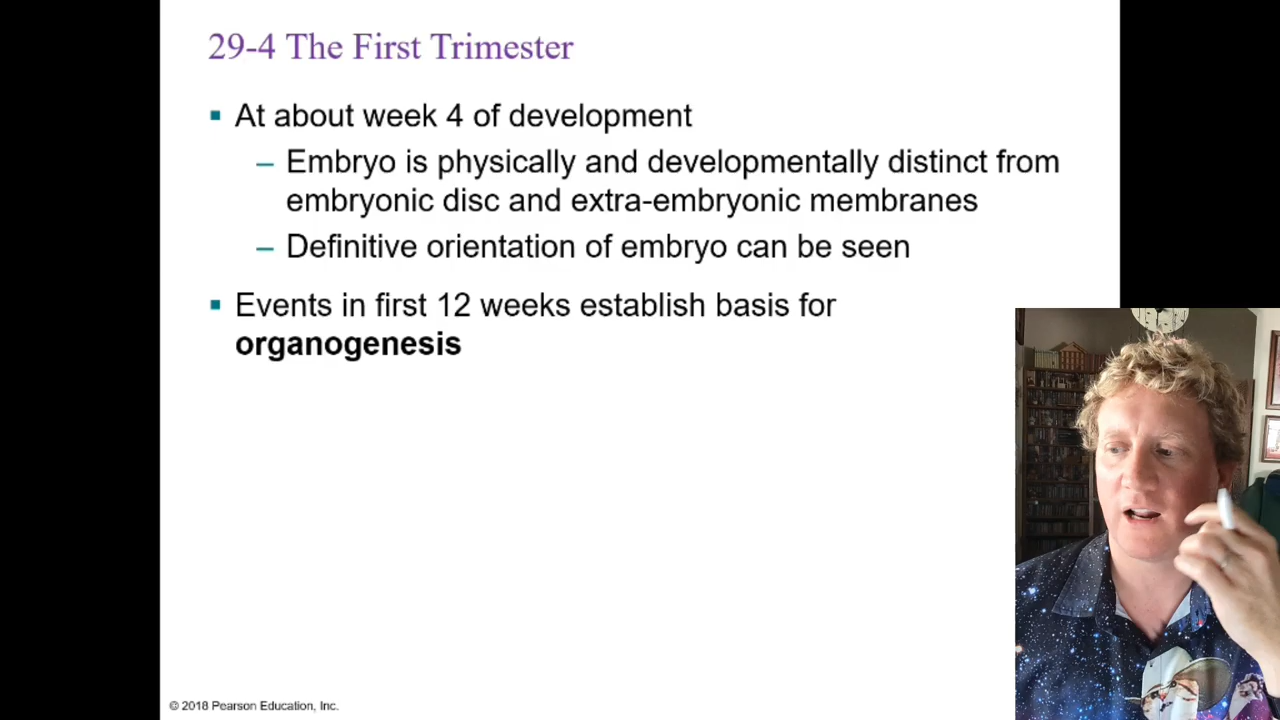 29-4 The First Trimester
▪ At about week 4 of development
– Embryo is physically and developmentally distinct from
embryonic disc and extra-embryonic membranes
– Definitive orientation of embryo can be seen
▪ Events in first 12 weeks establish basis for
organogenesis
© 2018 Pearson Education, Inc.